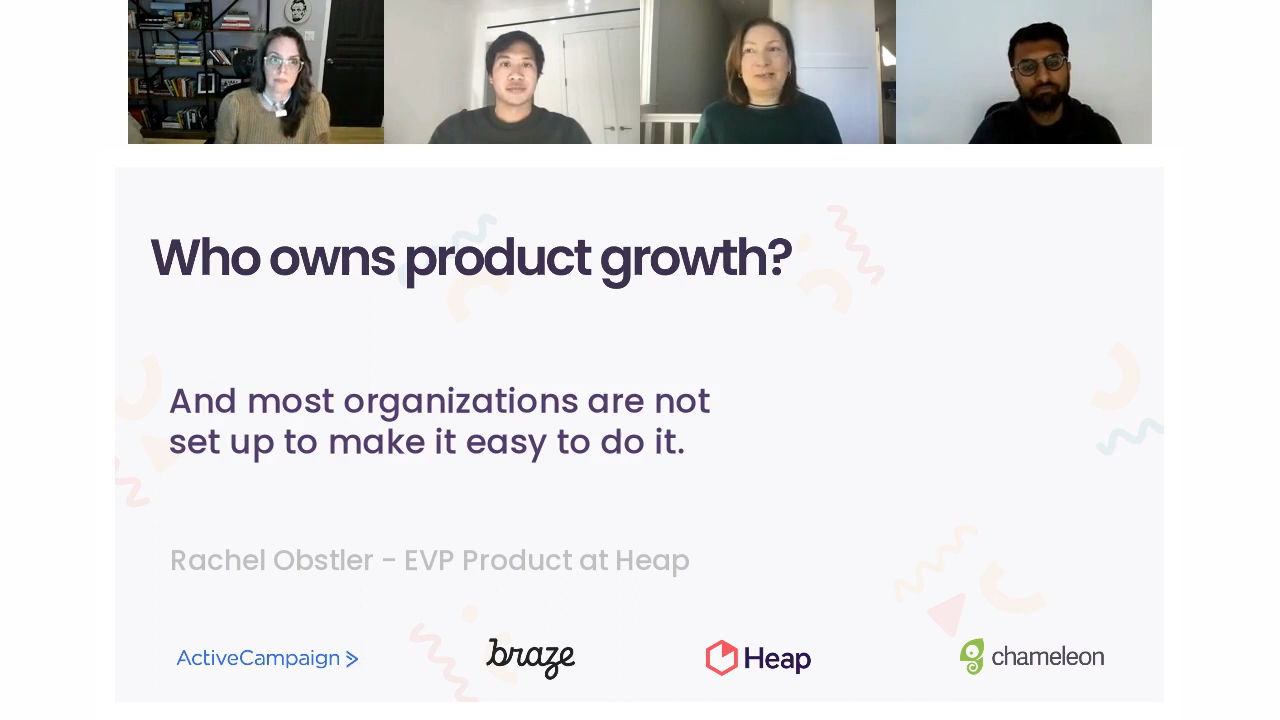 Who owns product growth?
And most organizations are not
set up to make it easy to do it.
Rachel Obstler - EVP Product at Heap
ActiveCampaign >
braze
Heap
chameleon